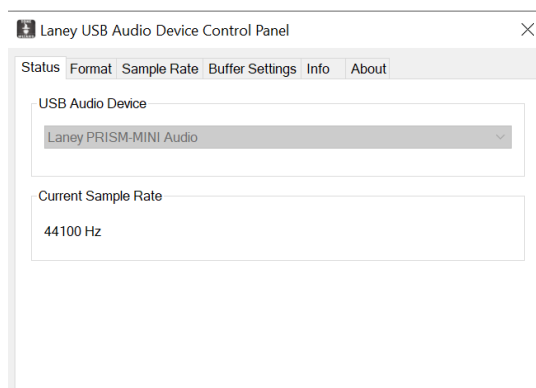 Laney USB Audio Device Control Panel
Status Format Sample Rate Buffer Settings Info About
USB Audio Device
Laney PRISM-MINI Audio
Current Sample Rate
44100 Hz